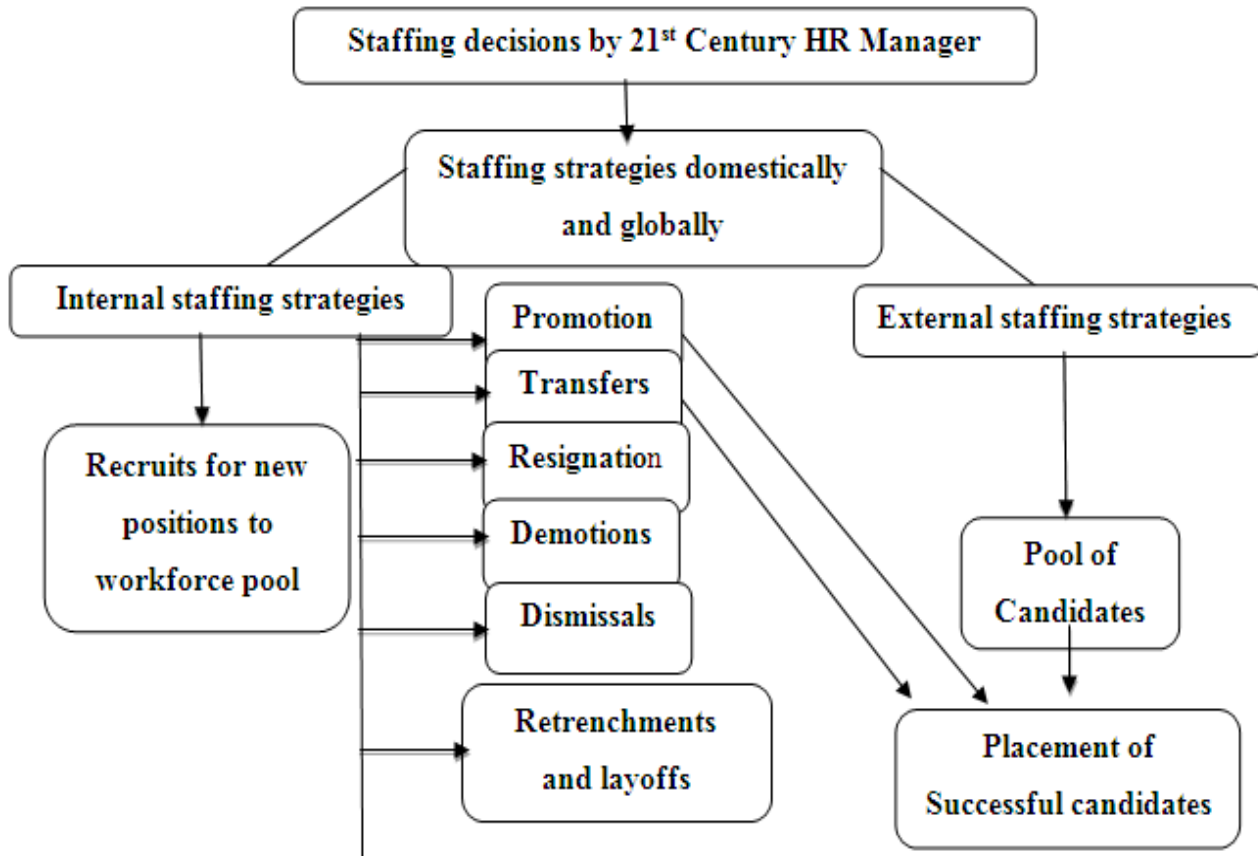 Staffing decisions by 21st Century HR Manager
Staffing strategies domestically
and globally
Internal staffing strategies
External staffing strategies
Promotion
Transfers
Resignation
Demotions
Dismissals
Retrenchments
and layoffs
Recruits for new
positions to
workforce pool
Pool of
Candidates
Placement of
Successful candidates